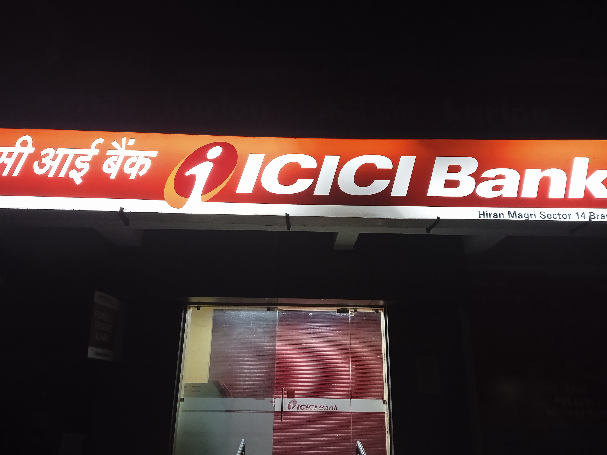 सी आई बैंक ICICI Bank
Hiran Magri Sector 14 Bra
ICICI Bank